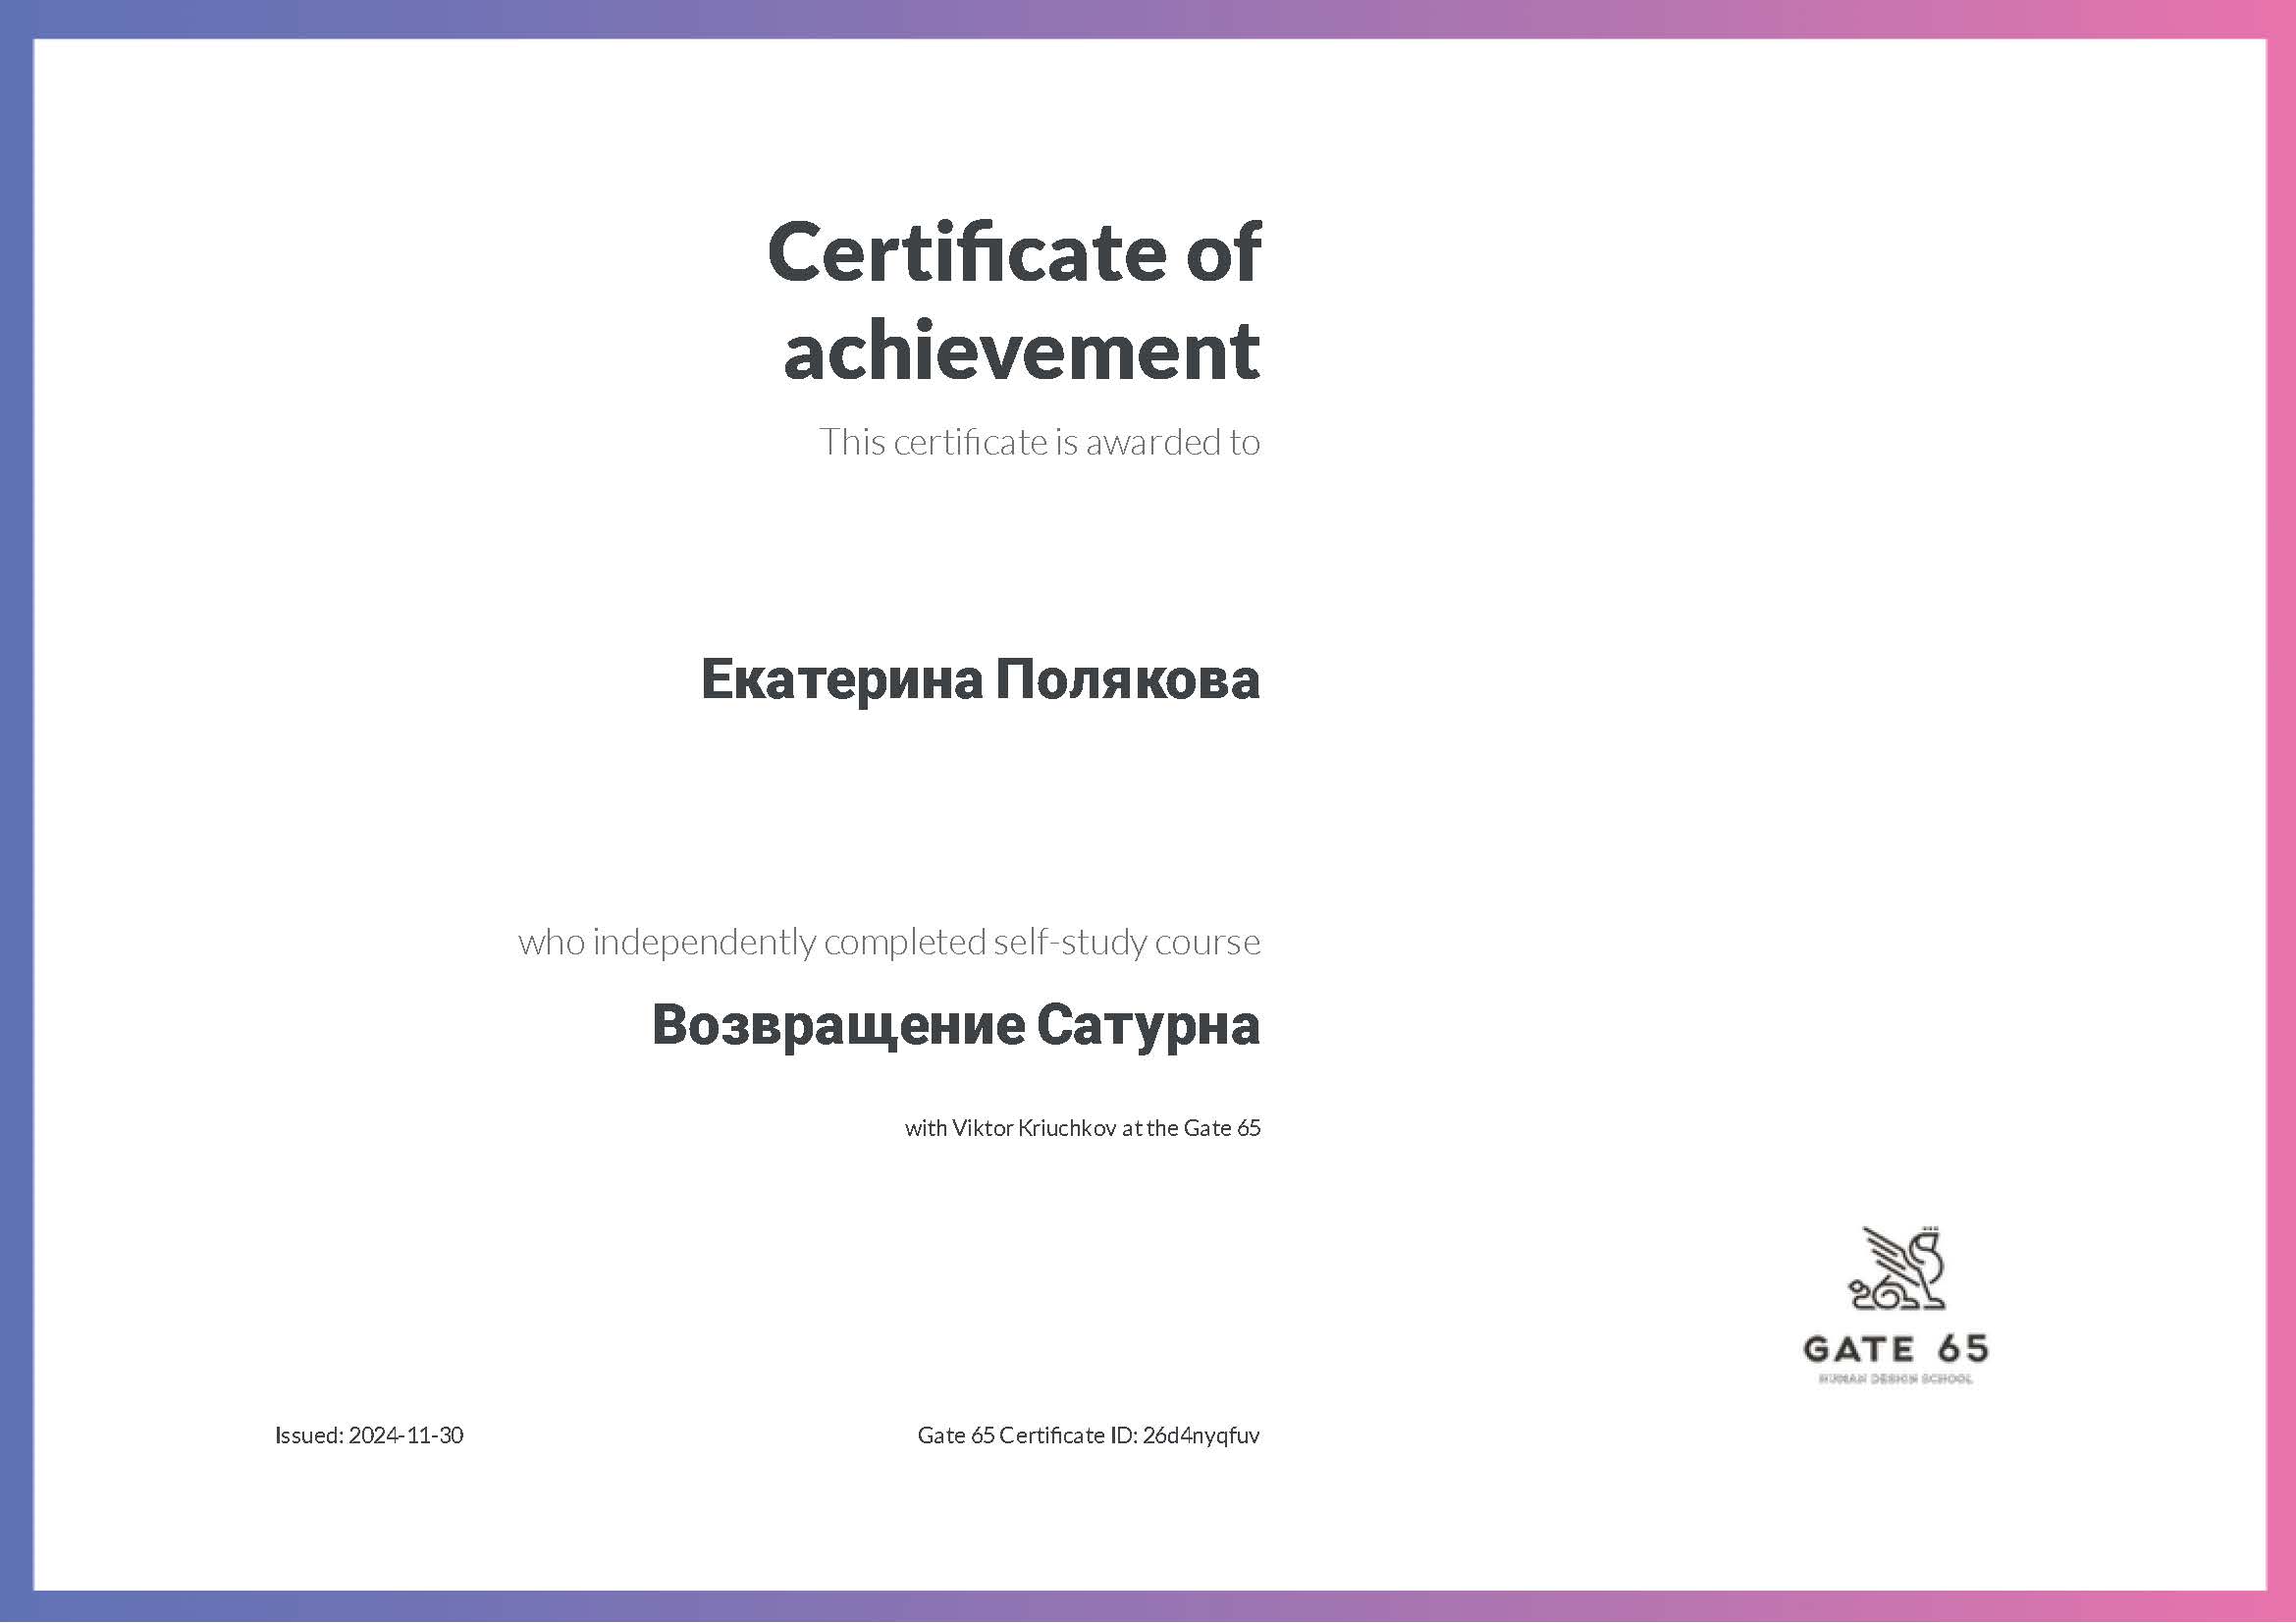 Certificate of
achievement
This certificate is awarded to
Екатерина Полякова
who independently completed self-study course
Возвращение Сатурна
with Viktor Kriuchkov at the Gate 65
GATE 65
HUMAN DESIGN SCHOOL
Issued: 2024-11-30
Gate 65 Certificate ID: 26d4nyqfuv